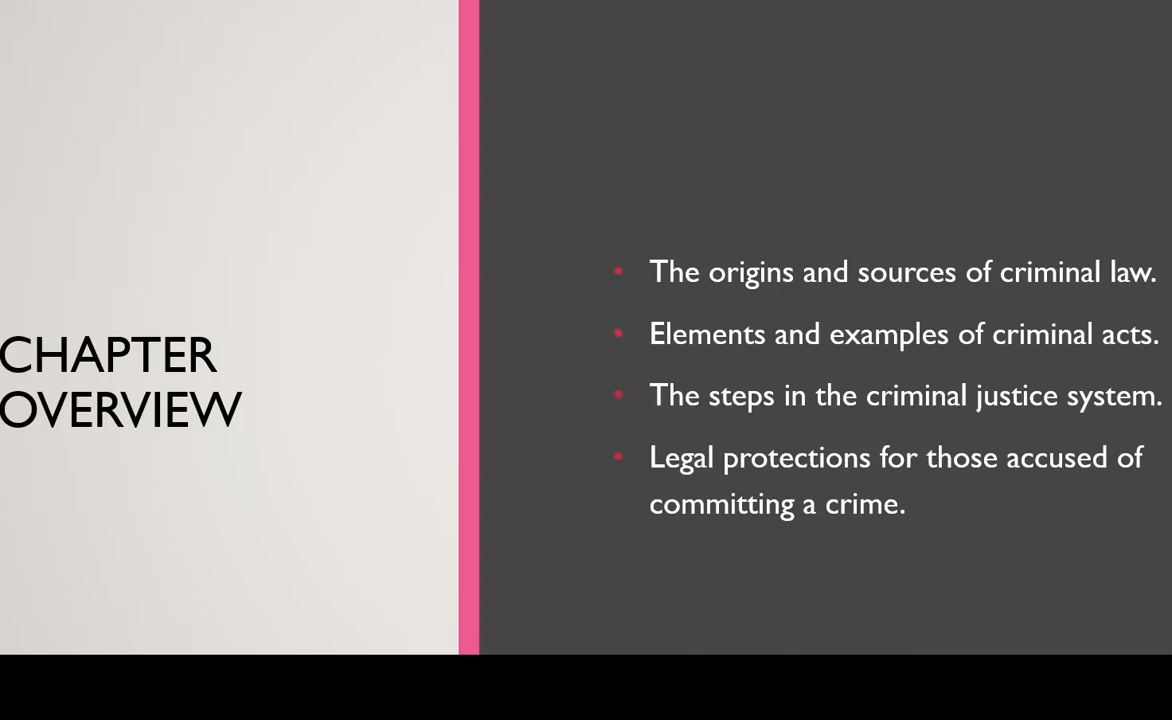 CHAPTER
OVERVIEW
• The origins and sources of criminal law.
• Elements and examples of criminal acts.
• The steps in the criminal justice system.
• Legal protections for those accused of
committing a crime.